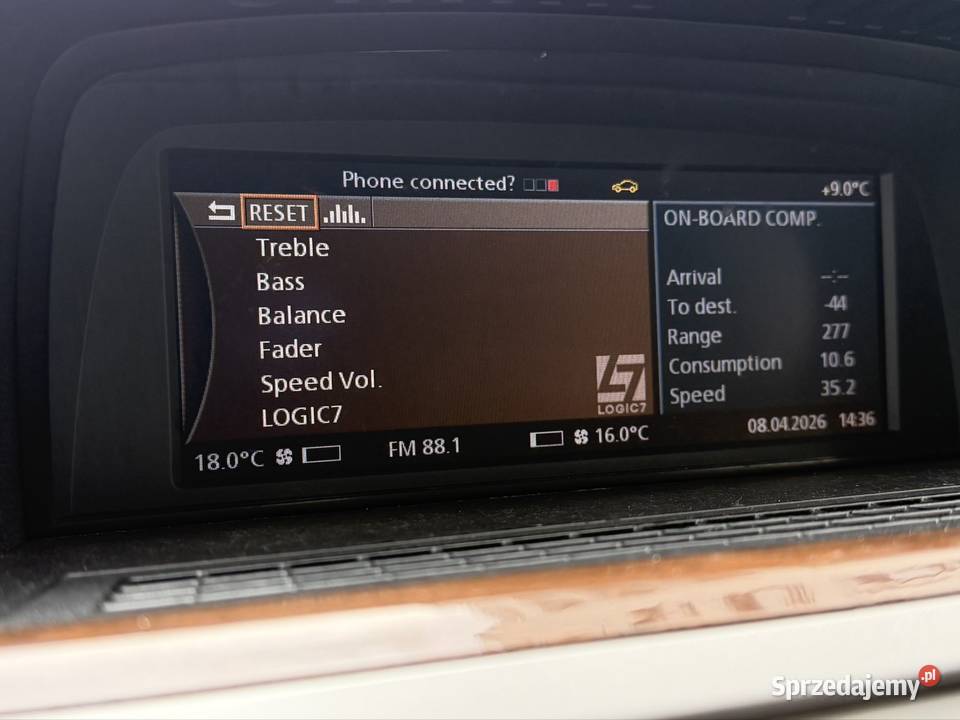 Phone connected?
+9.0°C
RESET
Treble
Bass
Balance
Fader
Speed Vol.
LOGIC7
L7
LOGIC7
ON-BOARD COMP.
Arrival --:--
To dest. -44
Range 277
Consumption 10.6
Speed 35.2
08.04.2026 14:36
18.0°C
FM 88.1
16.0°C
Sprzedajemy.pl